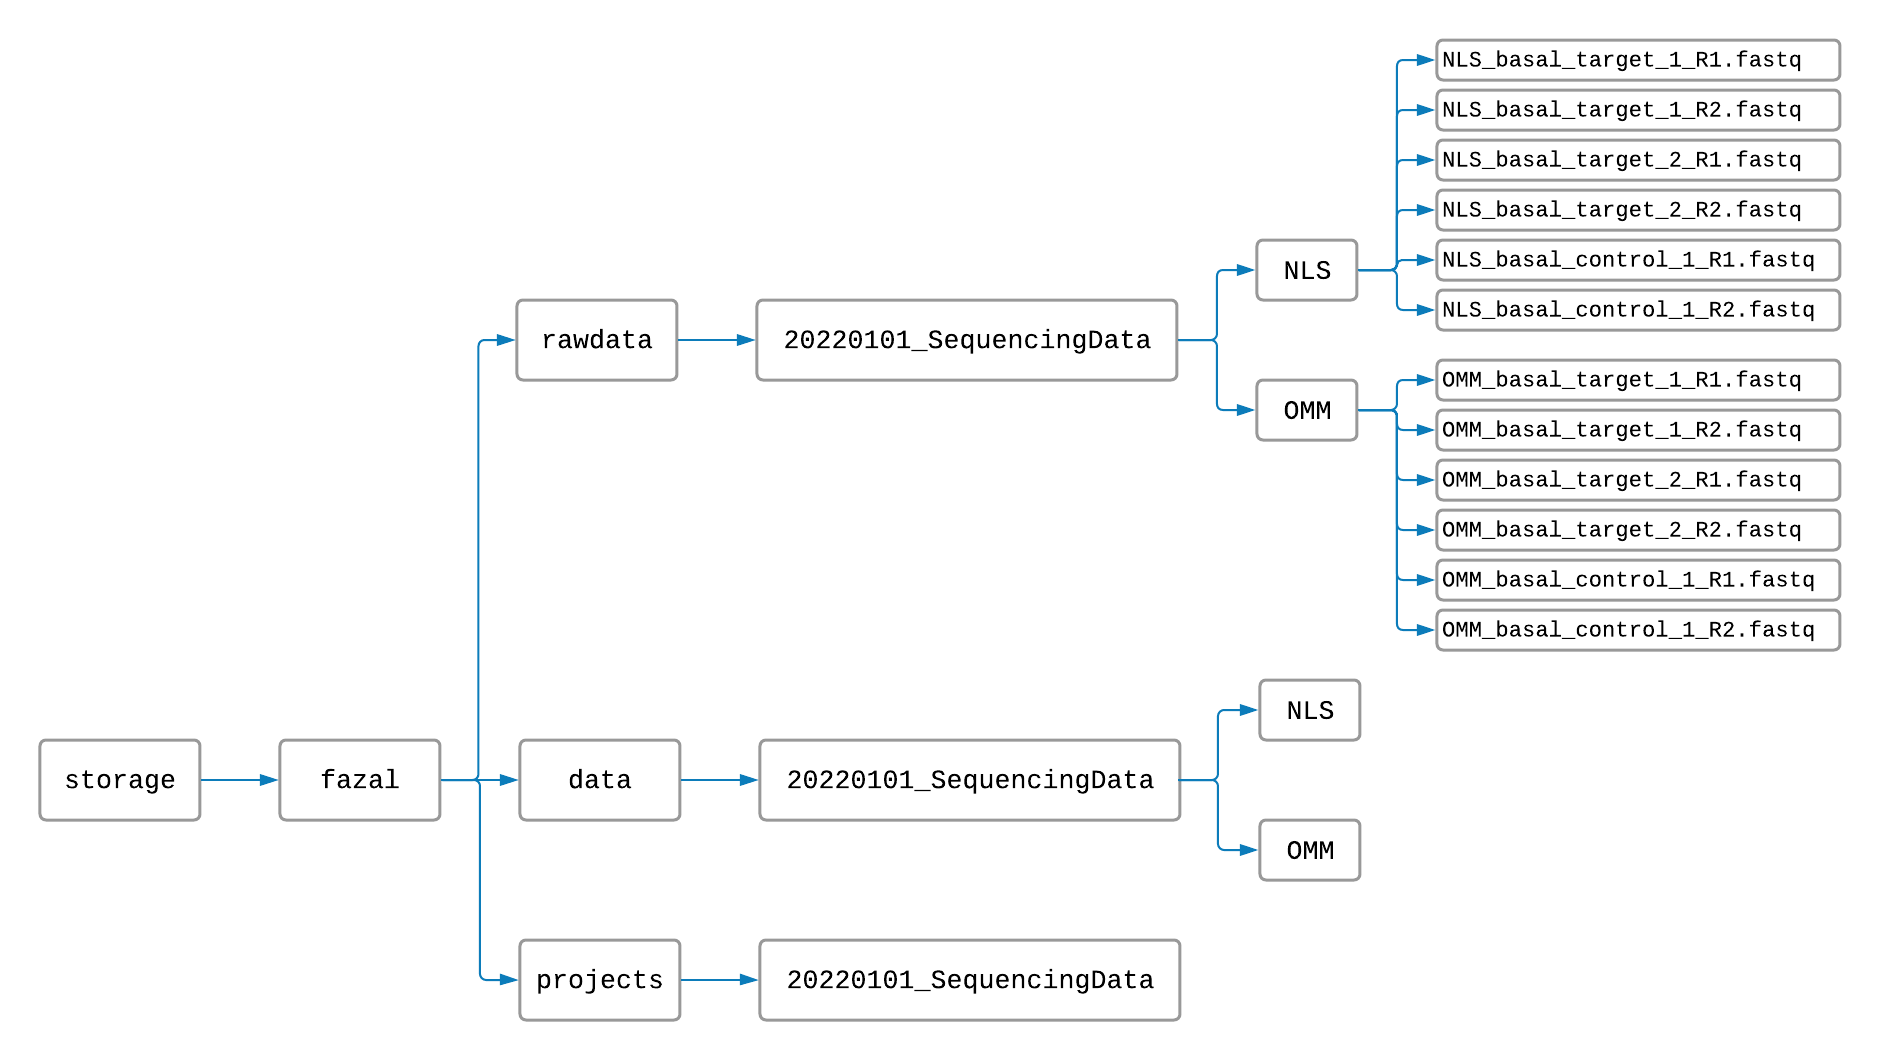 NLS_basal_target_1_R1.fastq
NLS_basal_target_1_R2.fastq
NLS_basal_target_2_R1.fastq
NLS_basal_target_2_R2.fastq
NLS_basal_control_1_R1.fastq
NLS
NLS_basal_control_1_R2.fastq
rawdata
20220101_SequencingData
OMM_basal_target_1_R1.fastq
OMM
OMM_basal_target_1_R2.fastq
OMM_basal_target_2_R1.fastq
OMM_basal_target_2_R2.fastq
OMM_basal_control_1_R1.fastq
OMM_basal_control_1_R2.fastq
NLS
storage
fazal
data
20220101_SequencingData
OMM
projects
20220101_SequencingData